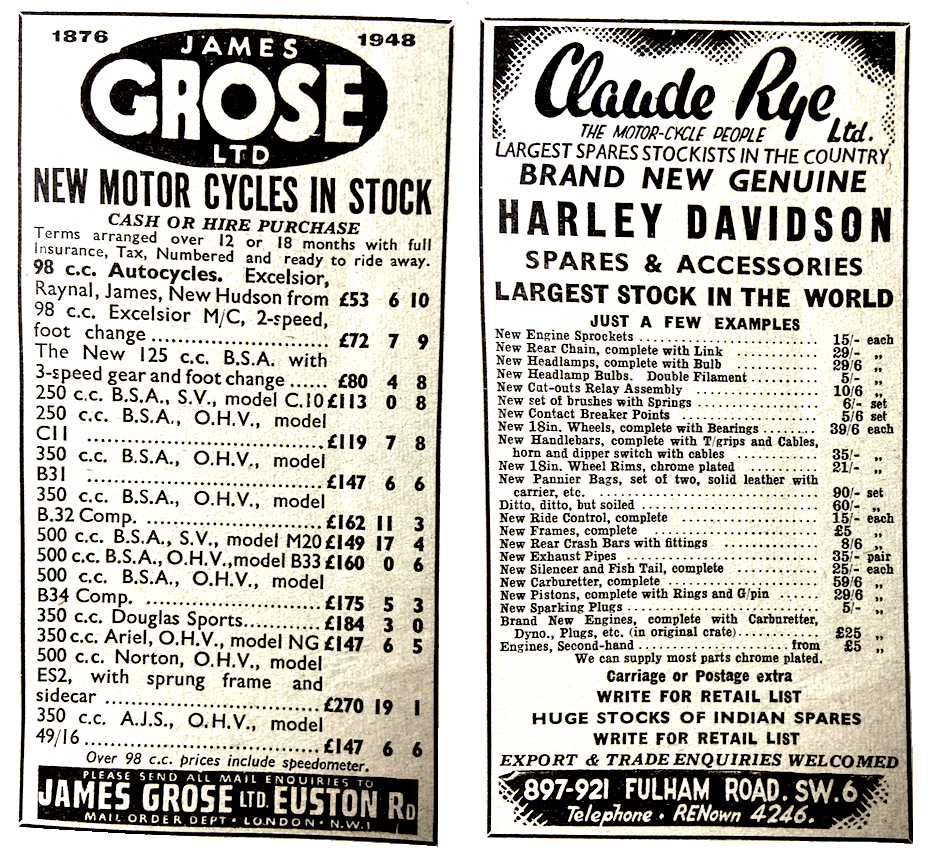 1876 1948
JAMES
GROSE
LTD
NEW MOTOR CYCLES IN STOCK
CASH OR HIRE PURCHASE
Terms arranged over 12 or 18 months with full
Insurance, Tax, Numbered and ready to ride away.
98 c.c. Autocycles. Excelsior,
Raynal, James, New Hudson from £53 6 10
98 c.c. Excelsior M/C, 2-speed,
foot change .............................. £72 7 9
The New 125 c.c. B.S.A. with
3-speed gear and foot change ...... £80 4 8
250 c.c. B.S.A., S.V., model C.10 £113 0 8
250 c.c. B.S.A., O.H.V., model
C11 .................................... £119 7 8
350 c.c. B.S.A., O.H.V., model
B31 .................................... £147 6 6
350 c.c. B.S.A., O.H.V., model
B.32 Comp. ........................... £162 11 3
500 c.c. B.S.A., S.V., model M20 £149 17 4
500 c.c. B.S.A., O.H.V., model B33 £160 0 6
500 c.c. B.S.A., O.H.V., model
B34 Comp. ........................... £175 5 3
350 c.c. Douglas Sports............ £184 3 0
350 c.c. Ariel, O.H.V., model NG £147 6 5
500 c.c. Norton, O.H.V., model
ES2, with sprung frame and
sidecar .................................. £270 19 1
350 c.c. A.J.S., O.H.V., model
49/16 .................................... £147 6 6
Over 98 c.c. prices include speedometer.
PLEASE SEND ALL MAIL ENQUIRIES TO
JAMES GROSE LTD. EUSTON RD
MAIL ORDER DEPT • LONDON • N.W.1
Claude Rye
Ltd.
THE MOTOR-CYCLE PEOPLE
LARGEST SPARES STOCKISTS IN THE COUNTRY
BRAND NEW GENUINE
HARLEY DAVIDSON
SPARES & ACCESSORIES
LARGEST STOCK IN THE WORLD
JUST A FEW EXAMPLES
New Engine Sprockets .............................. 15/- each
New Rear Chain, complete with Link ............ 29/- „
New Headlamps, complete with Bulb ............ 29/6 „
New Headlamp Bulbs. Double Filament ......... 5/- „
New Cut-outs Relay Assembly ..................... 10/6 „
New set of brushes with Springs .................. 6/- set
New Contact Breaker Points ........................ 5/6 set
New 18in. Wheels, complete with Bearings ...... 39/6 each
New Handlebars, complete with T/grips and Cables,
horn and dipper switch with cables ............ 35/- „
New 18in. Wheel Rims, chrome plated ............ 21/- „
New Pannier Bags, set of two, solid leather with
carrier, etc. ....................................... 90/- set
Ditto, ditto, but soiled .............................. 60/- „
New Ride Control, complete ........................ 15/- each
New Frames, complete .............................. £5 „
New Rear Crash Bars with fittings ............... 8/6 „
New Exhaust Pipes ................................. 35/- pair
New Silencer and Fish Tail, complete ............ 25/- each
New Carburetter, complete ........................ 59/6 „
New Pistons, complete with Rings and G/pin ...... 29/6 „
New Sparking Plugs ................................. 5/- „
Brand New Engines, complete with Carburetter,
Dyno., Plugs, etc. (in original crate) ............ £25 „
Engines, Second-hand ........................ from £5 „
We can supply most parts chrome plated.
Carriage or Postage extra
WRITE FOR RETAIL LIST
HUGE STOCKS OF INDIAN SPARES
WRITE FOR RETAIL LIST
EXPORT & TRADE ENQUIRIES WELCOMED
897-921 FULHAM ROAD. SW.6
Telephone • RENown 4246.